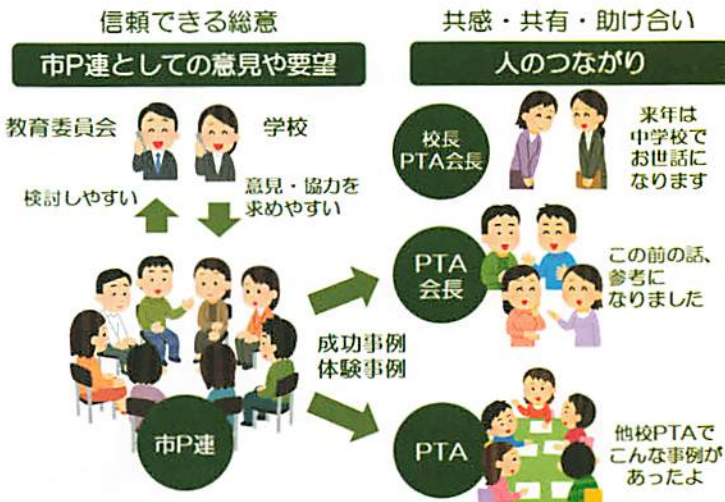 信頼できる総意
市P連としての意見や要望
教育委員会
学校
検討しやすい
意見・協力を
求めやすい
市P連
成功事例
体験事例
共感・共有・助け合い
人のつながり
校長
PTA会長
来年は
中学校で
お世話に
なります
PTA
会長
この前の話、
参考に
なりました
PTA
他校PTAで
こんな事例が
あったよ